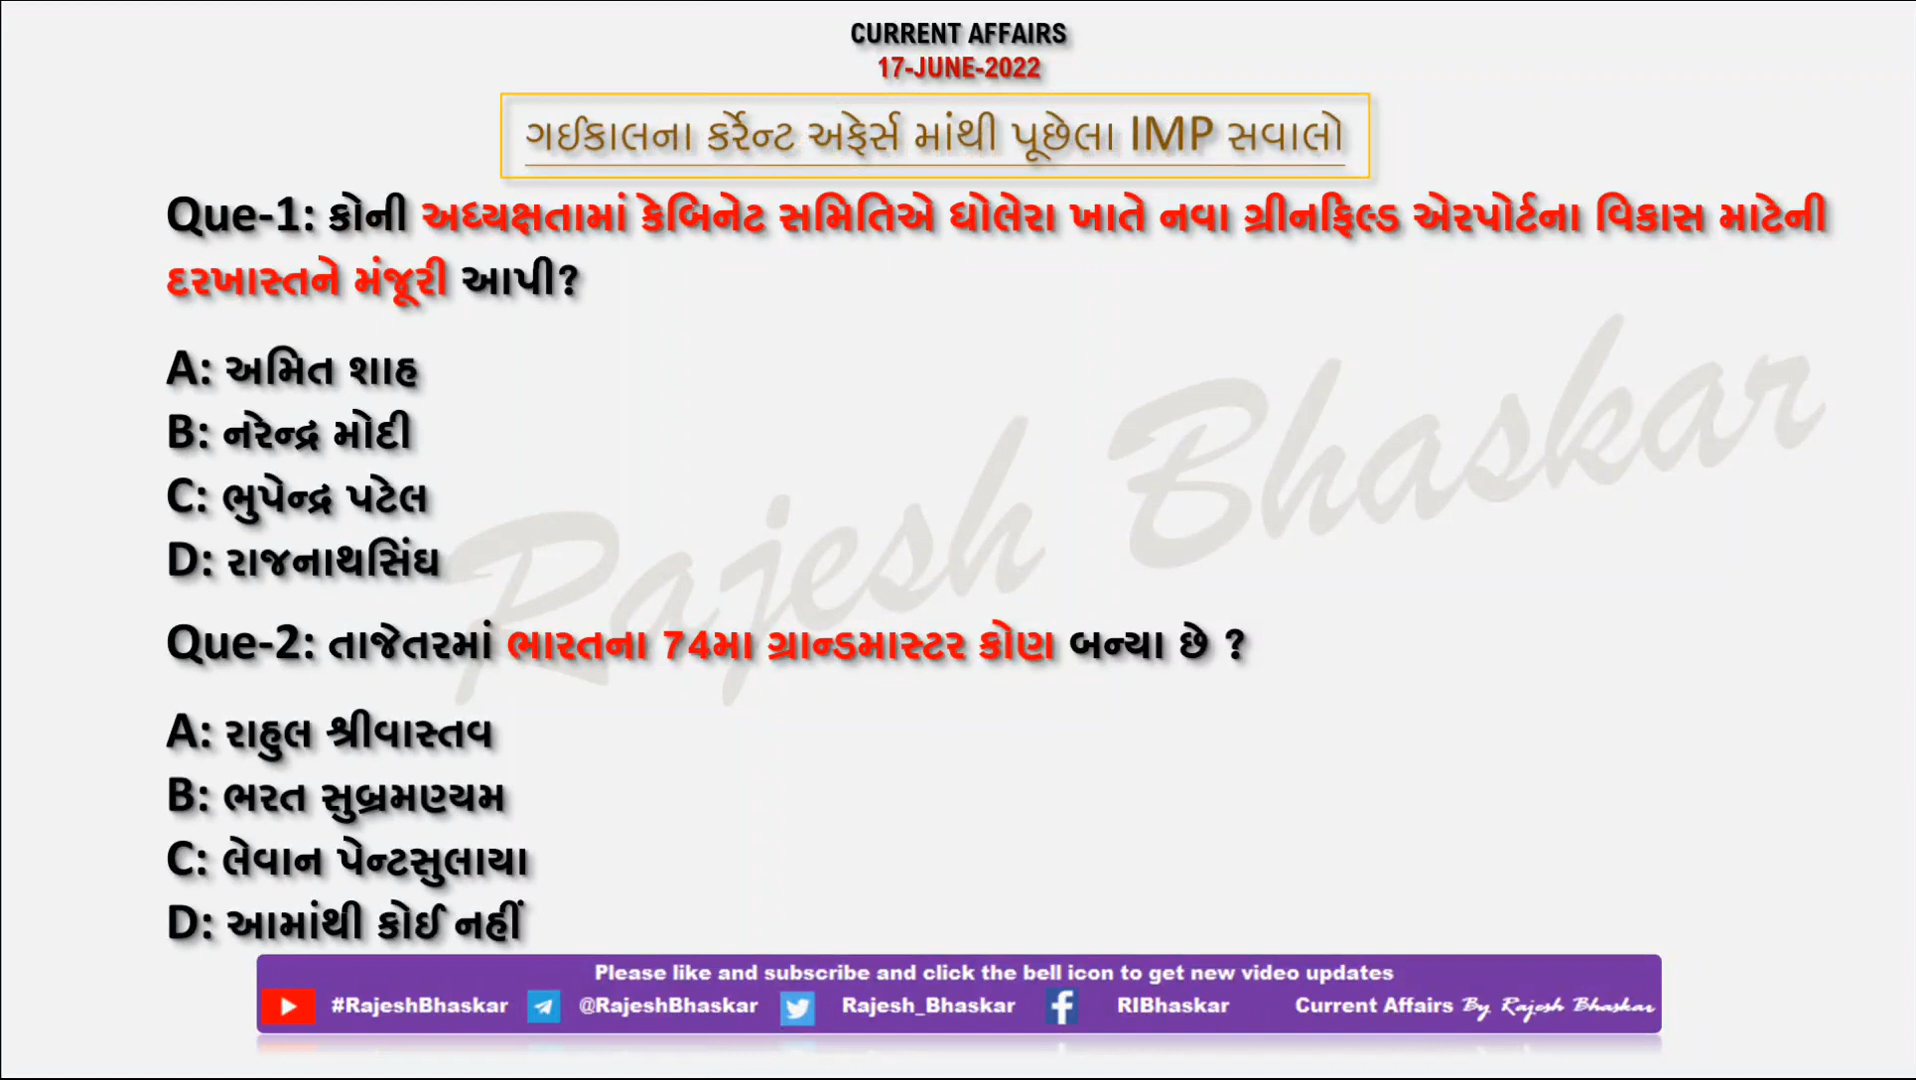 CURRENT AFFAIRS
17-JUNE-2022
ગઈકાલના કર્રેન્ટ અફેર્સ માંથી પૂછેલા IMP સવાલો
Que-1: કોની અધ્યક્ષતામાં કેબિનેટ સમિતિએ ધોલેરા ખાતે નવા ગ્રીનફિલ્ડ એરપોર્ટના વિકાસ માટેની
દરખાસ્તને મંજૂરી આપી?
A: અમિત શાહ
B: નરેન્દ્ર મોદી
C: ભુપેન્દ્ર પટેલ
D: રાજનાથસિંઘ
Rajesh Bhaskar
Que-2: તાજેતરમાં ભારતના 74મા ગ્રાન્ડમાસ્ટર કોણ બન્યા છે ?
A: રાહુલ શ્રીવાસ્તવ
B: ભરત સુબ્રમણ્યમ
C: લેવાન પેન્ટસુલાયા
D: આમાંથી કોઈ નહીં
Please like and subscribe and click the bell icon to get new video updates
#RajeshBhaskar @RajeshBhaskar Rajesh_Bhaskar RIBhaskar Current Affairs By Rajesh Bhaskar